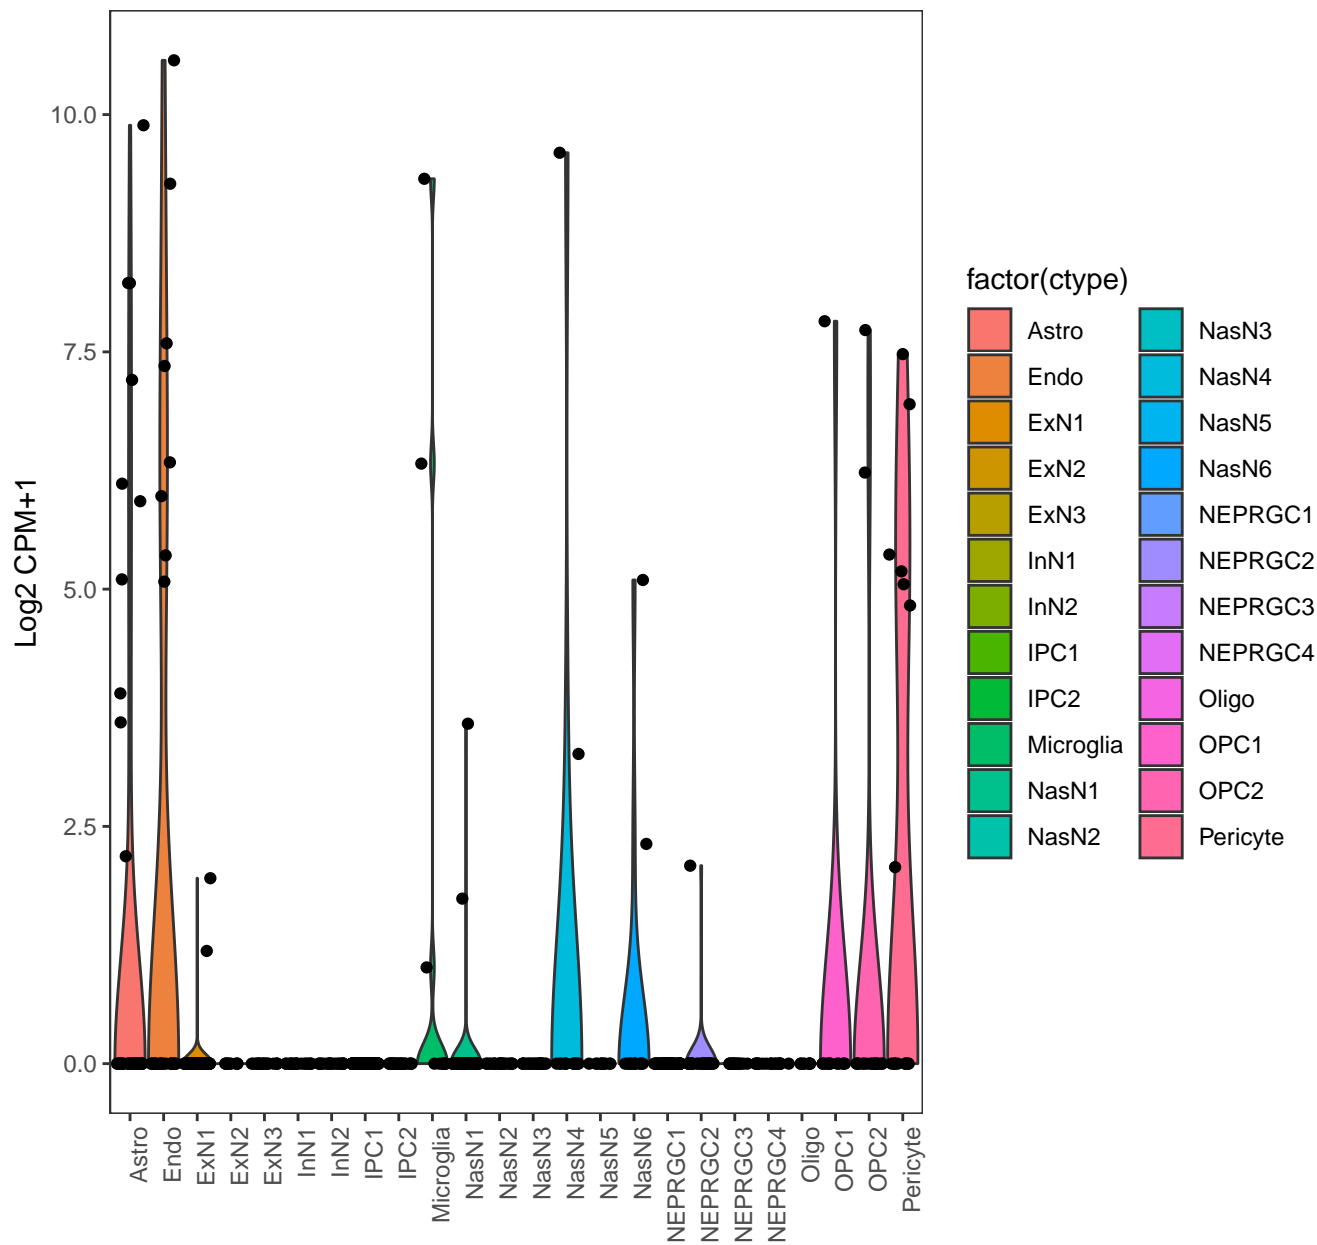 Log2 CPM+1
10.0
7.5
5.0
2.5
0.0
Astro
Endo
ExN1
ExN2
ExN3
InN1
InN2
IPC1
IPC2
Microglia
NasN1
NasN2
NasN3
NasN4
NasN5
NasN6
NEPRGC1
NEPRGC2
NEPRGC3
NEPRGC4
Oligo
OPC1
OPC2
Pericyte
factor(ctype)
Astro
Endo
ExN1
ExN2
ExN3
InN1
InN2
IPC1
IPC2
Microglia
NasN1
NasN2
NasN3
NasN4
NasN5
NasN6
NEPRGC1
NEPRGC2
NEPRGC3
NEPRGC4
Oligo
OPC1
OPC2
Pericyte